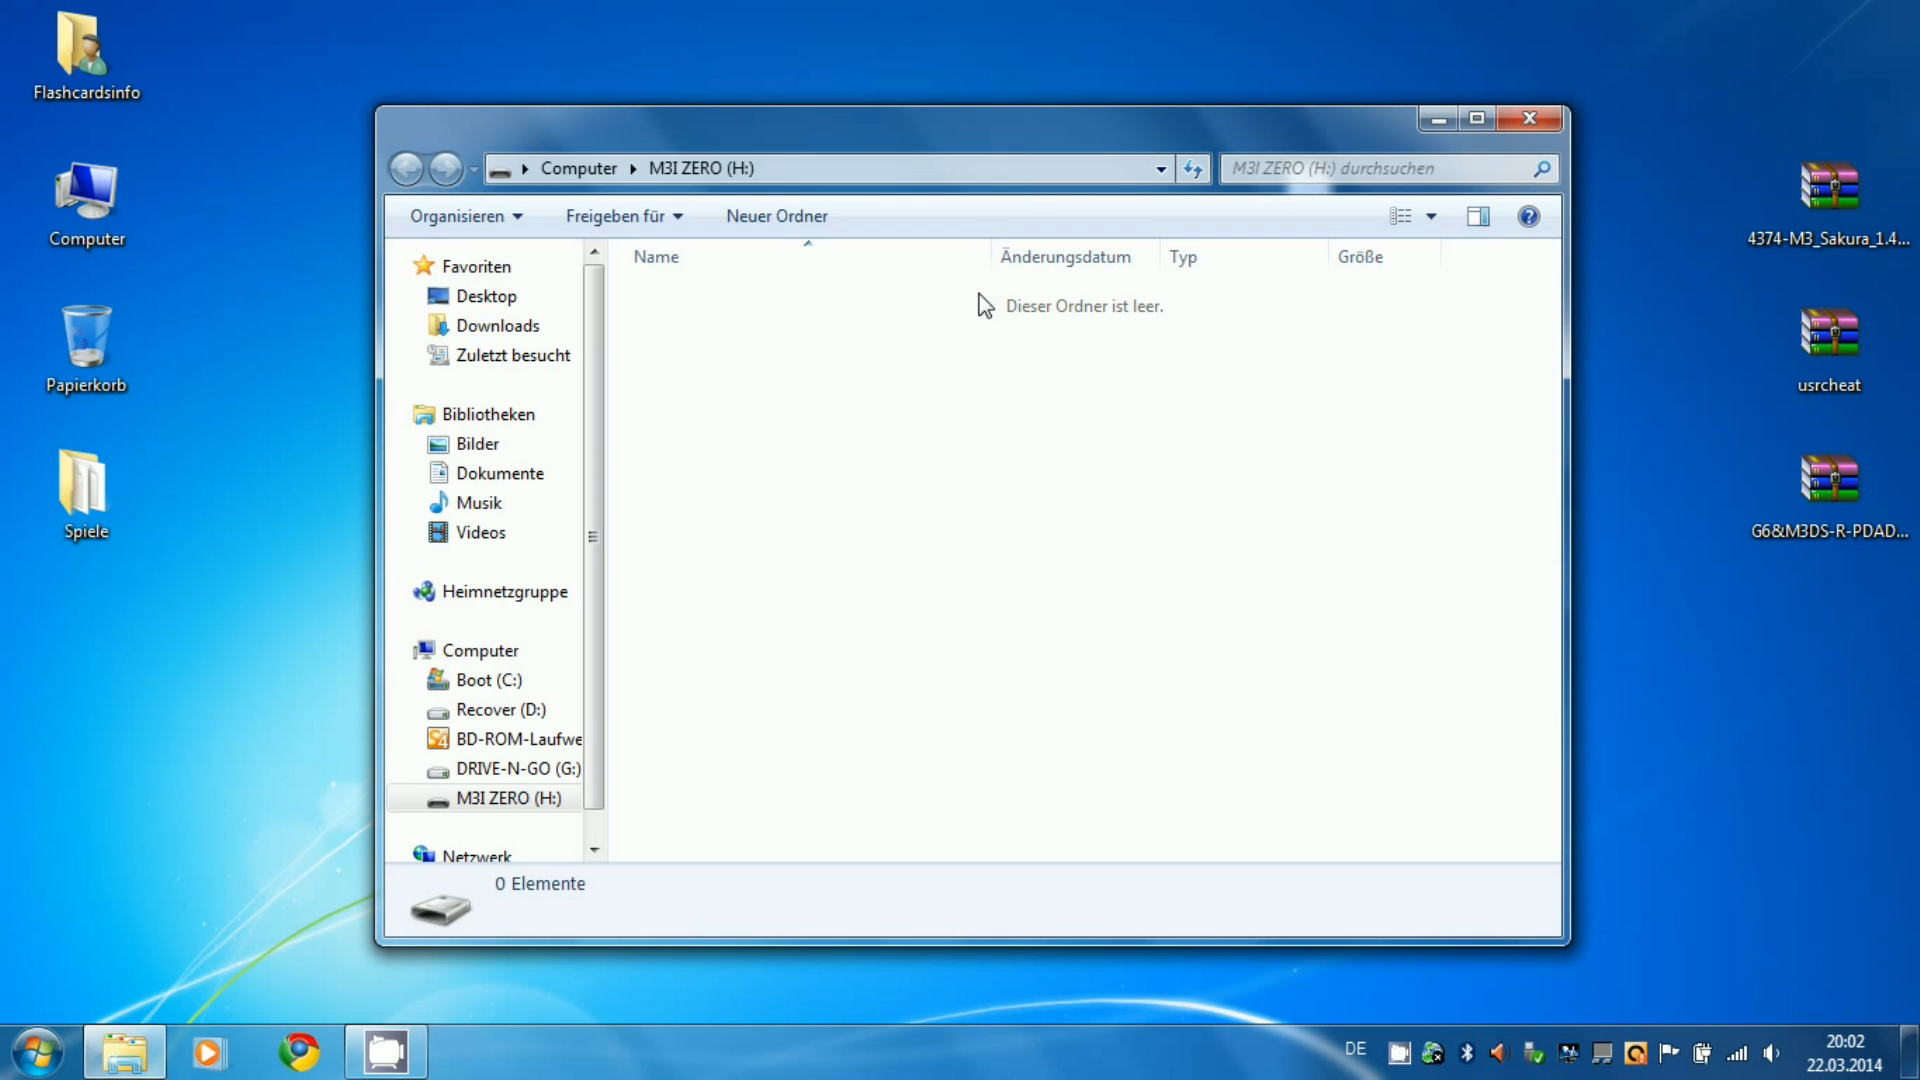 Flashcardsinfo
Computer
Papierkorb
Spiele
Computer M3I ZERO (H:)
M3I ZERO (H:) durchsuchen
Organisieren Freigeben für Neuer Ordner
Name Änderungsdatum Typ Größe
Dieser Ordner ist leer.
Favoriten
Desktop
Downloads
Zuletzt besucht
Bibliotheken
Bilder
Dokumente
Musik
Videos
Heimnetzgruppe
Computer
Boot (C:)
Recover (D:)
BD-ROM-Laufwe
DRIVE-N-GO (G:)
M3I ZERO (H:)
Netzwerk
0 Elemente
4374-M3_Sakura_1.4...
usrcheat
G6&M3DS-R-PDAD...
DE
20:02
22.03.2014